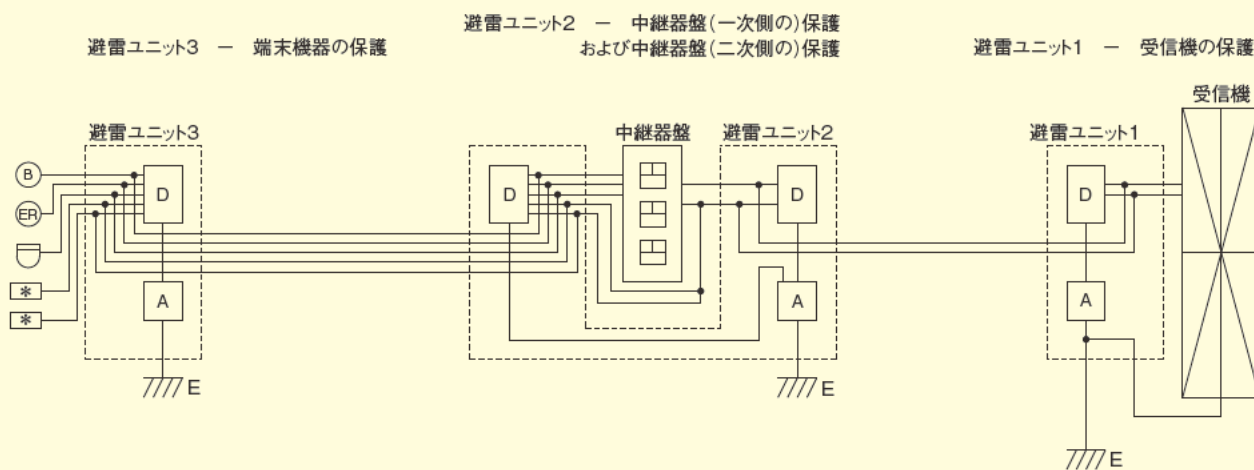 避雷ユニット3 － 端末機器の保護
避雷ユニット2 － 中継器盤(一次側の)保護
および中継器盤(二次側の)保護
避雷ユニット1 － 受信機の保護
受信機
避雷ユニット3
中継器盤
避雷ユニット2
避雷ユニット1
B
ER
*
*
D
A
E
D
D
A
E
D
A
E